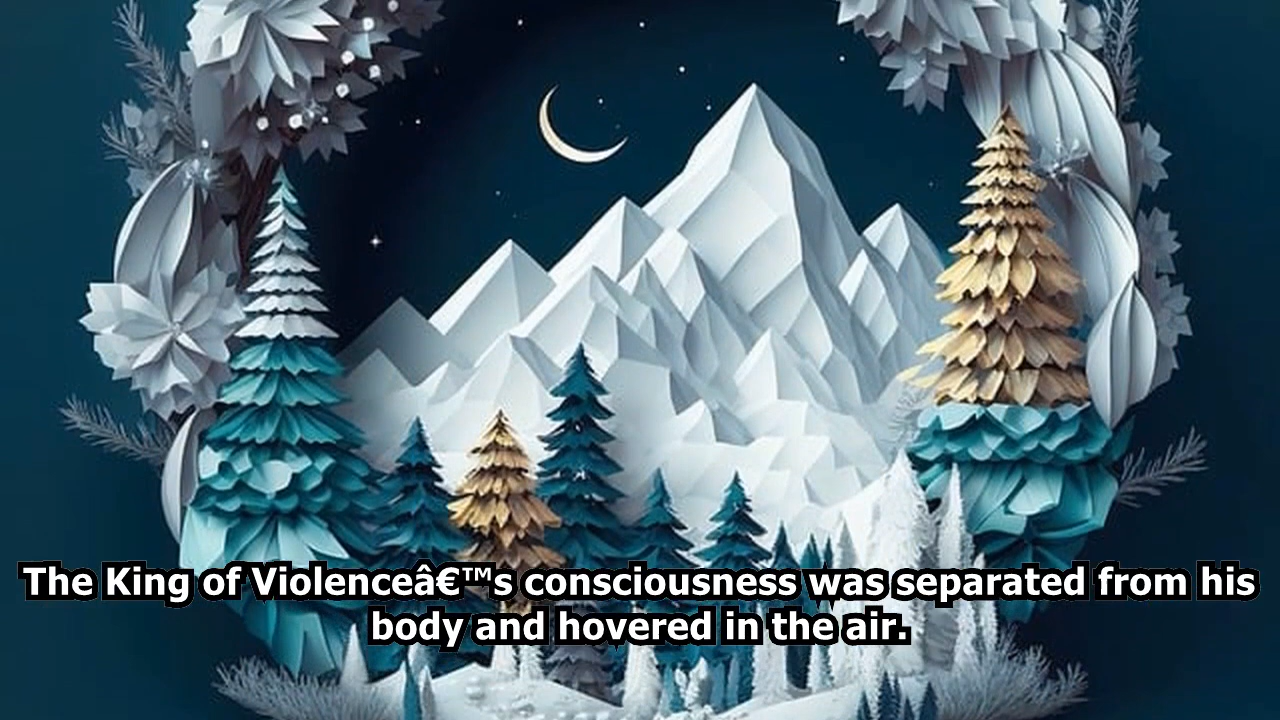 The King of Violenceâ€™s consciousness was separated from his
body and hovered in the air.